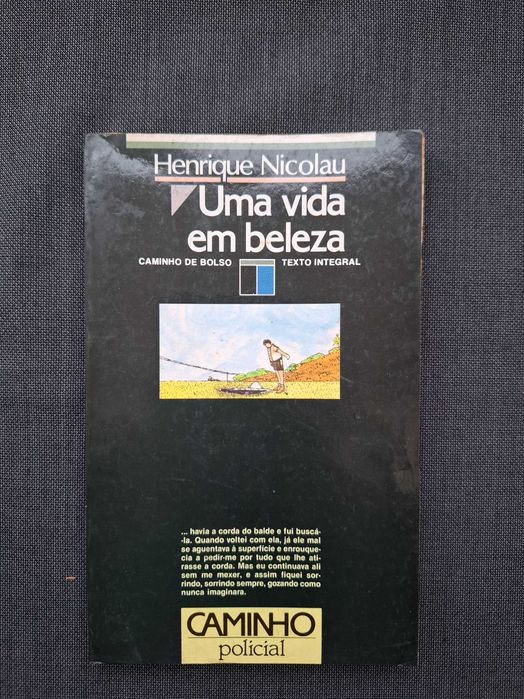 Henrique Nicolau
Uma vida
em beleza
CAMINHO DE BOLSO TEXTO INTEGRAL
... havia a corda do balde e fui buscá-
-la. Quando voltei com ela, já ele mal
se aguentava à superfície e enrouque-
cia a pedir-me por tudo que lhe ati-
rasse a corda. Mas eu continuava ali
sem me mexer, e assim fiquei sor-
rindo, sorrindo sempre, gozando como
nunca imaginara.
CAMINHO
policial